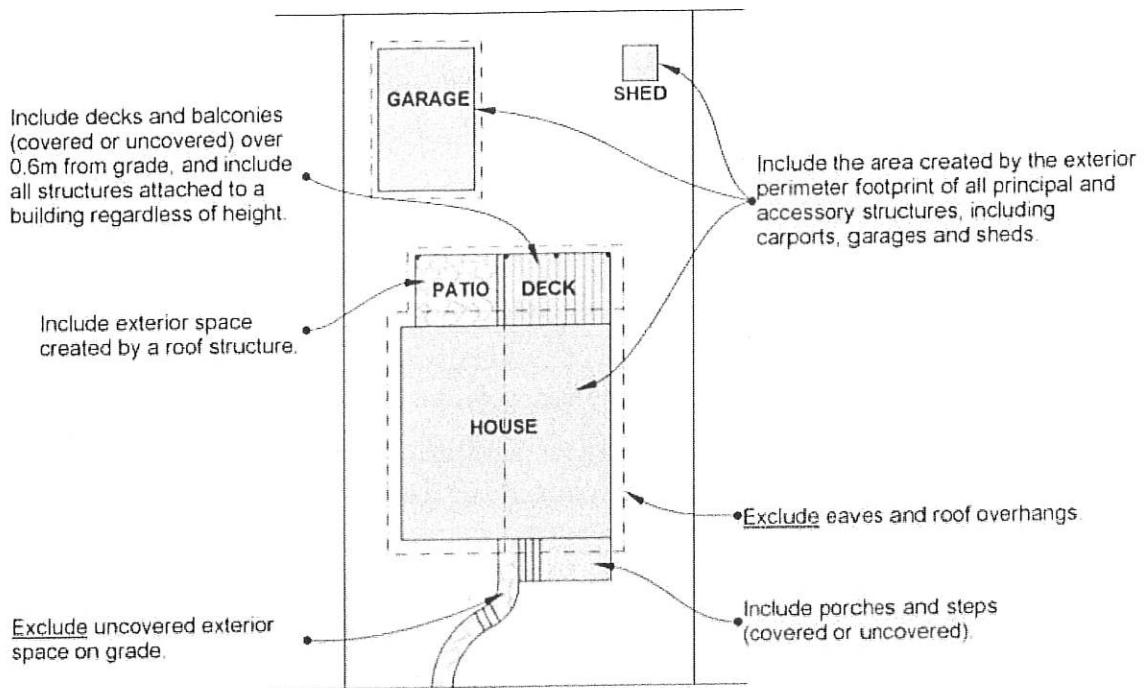 GARAGE
SHED
Include decks and balconies
(covered or uncovered) over
0.6m from grade, and include
all structures attached to a
building regardless of height.
Include the area created by the exterior
perimeter footprint of all principal and
accessory structures, including
carports, garages and sheds.
PATIO
DECK
Include exterior space
created by a roof structure.
HOUSE
Exclude eaves and roof overhangs.
Include porches and steps
(covered or uncovered).
Exclude uncovered exterior
space on grade.